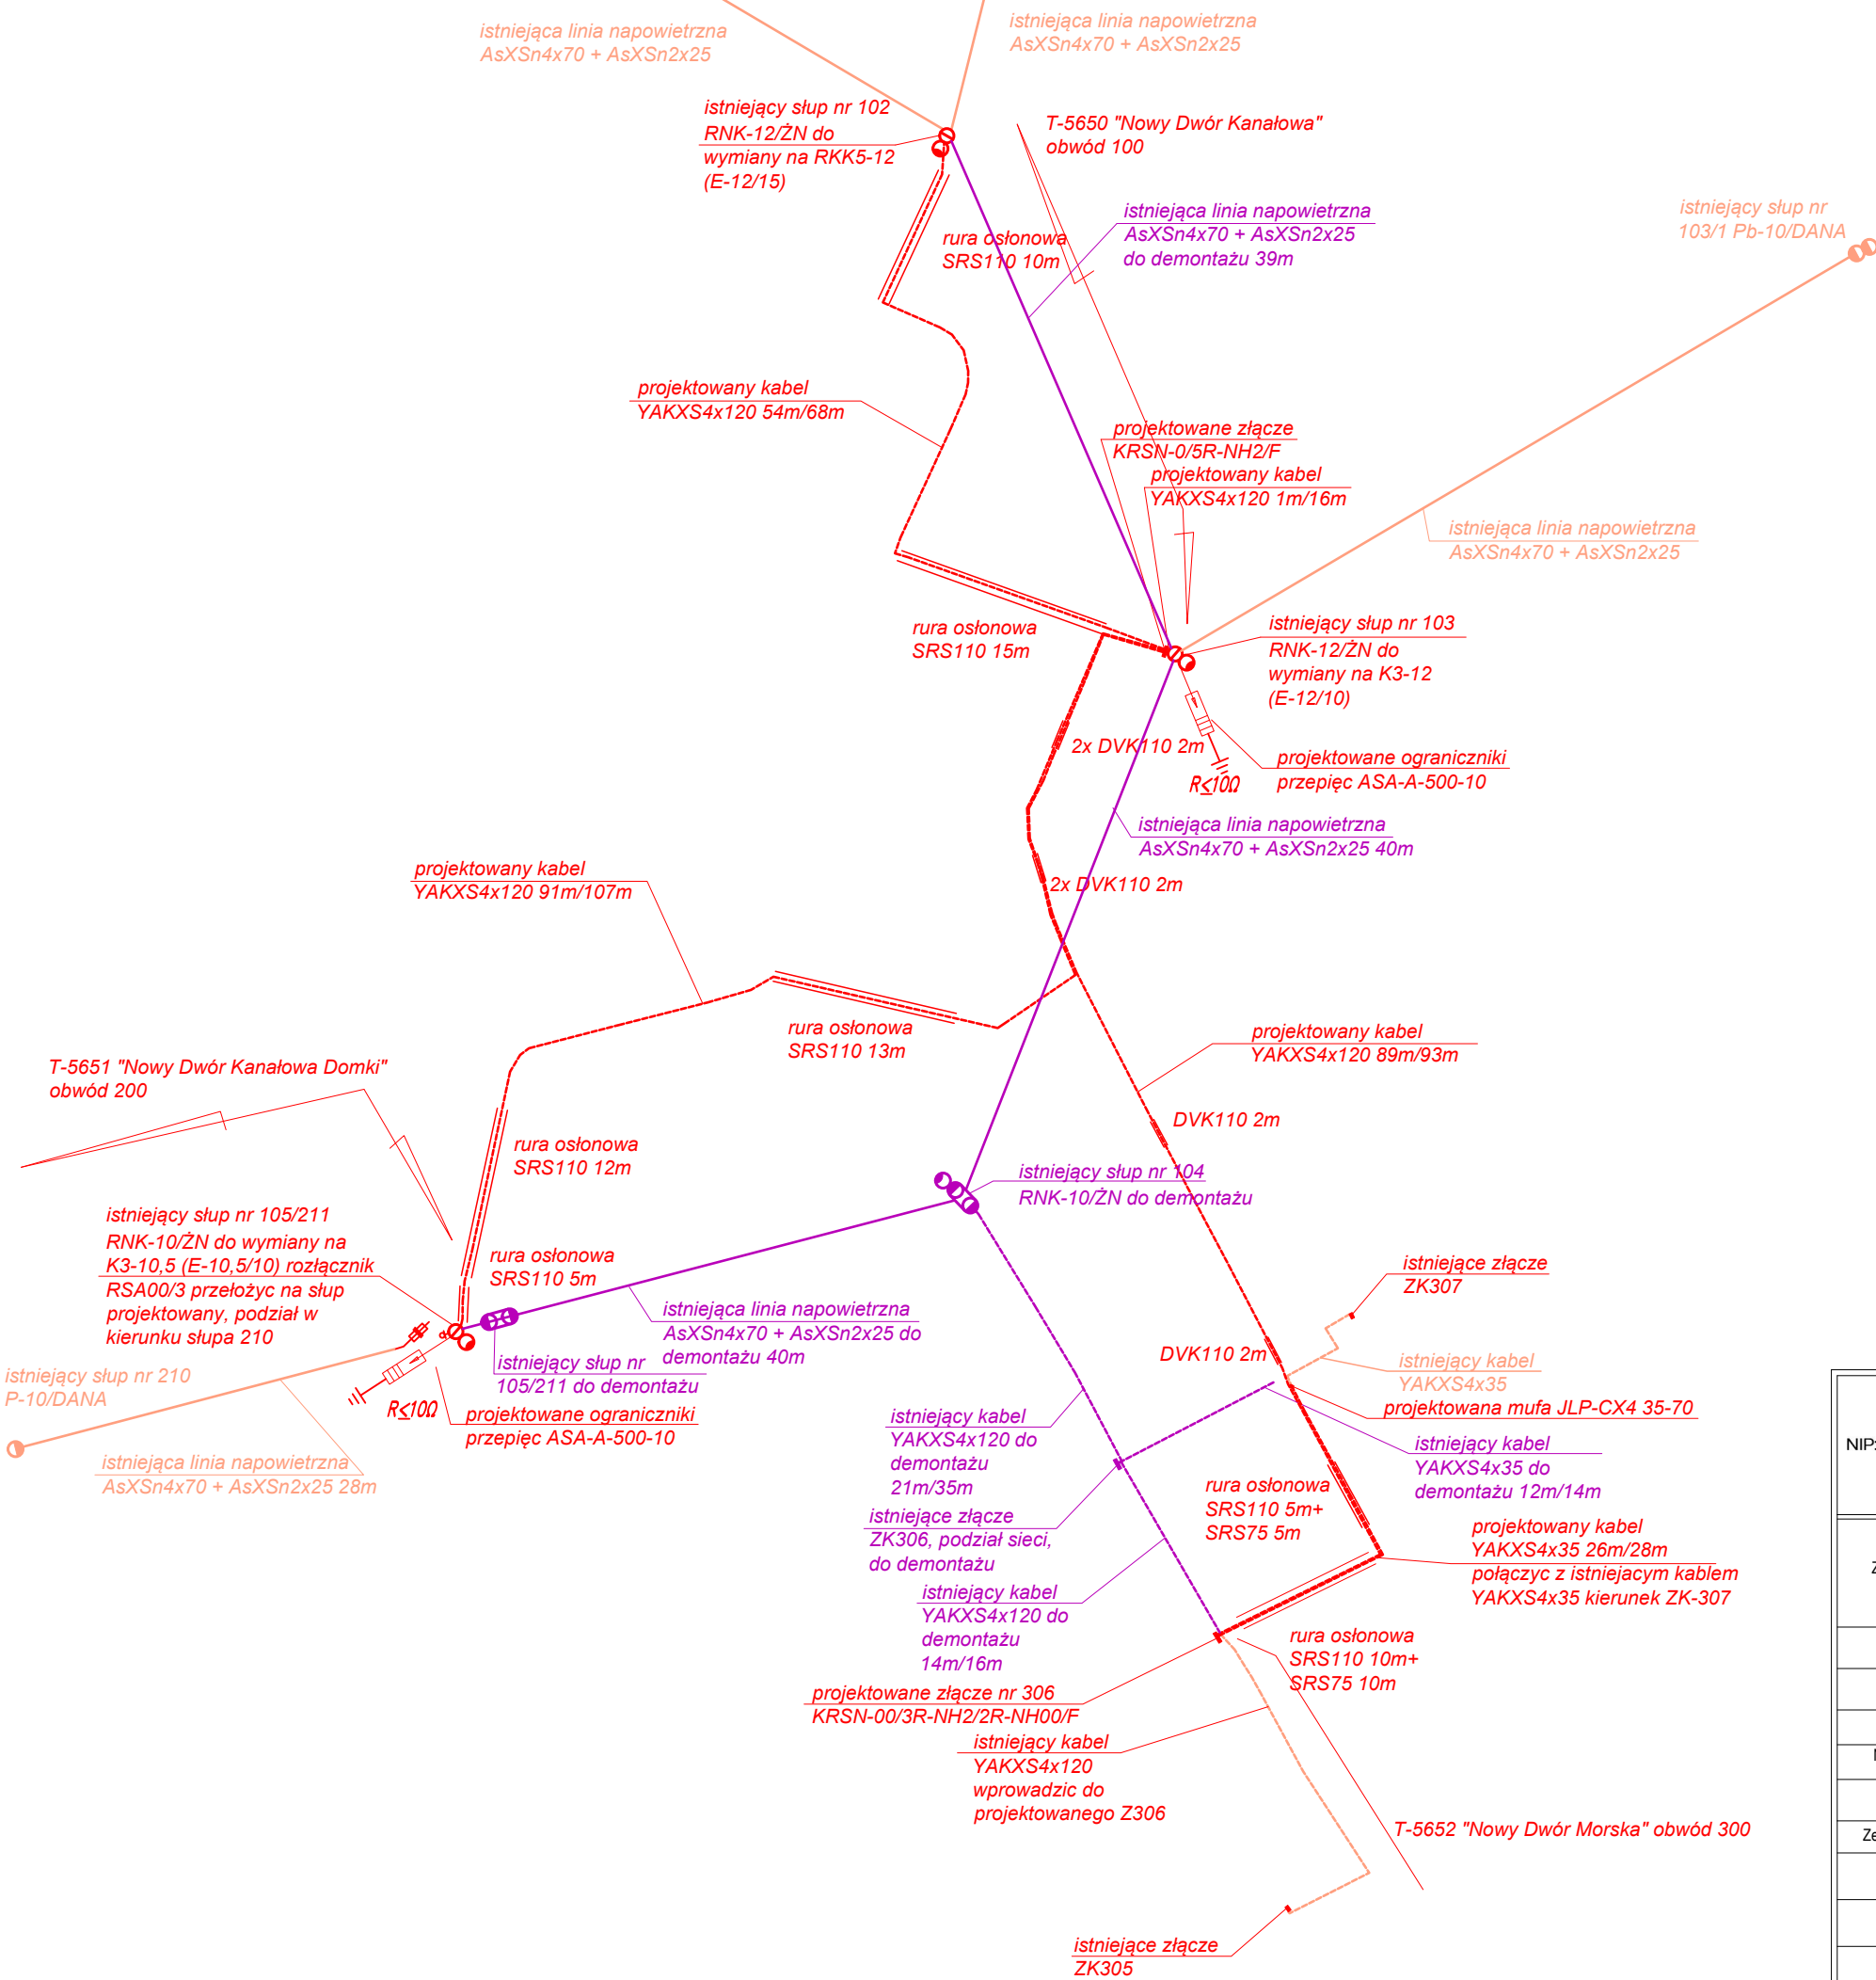 istniejąca linia napowietrzna
AsXSn4x70 + AsXSn2x25
istniejąca linia napowietrzna
AsXSn4x70 + AsXSn2x25
istniejący słup nr 102
RNK-12/ŻN do
wymiany na RKK5-12
(E-12/15)
T-5650 "Nowy Dwór Kanałowa"
obwód 100
istniejąca linia napowietrzna
AsXSn4x70 + AsXSn2x25
do demontażu 39m
istniejący słup nr
103/1 Pb-10/DANA
rura osłonowa
SRS110 10m
projektowany kabel
YAKXS4x120 54m/68m
projektowane złącze
KRSN-0/5R-NH2/F
projektowany kabel
YAKXS4x120 1m/16m
istniejąca linia napowietrzna
AsXSn4x70 + AsXSn2x25
rura osłonowa
SRS110 15m
istniejący słup nr 103
RNK-12/ŻN do
wymiany na K3-12
(E-12/10)
2x DVK110 2m
projektowane ograniczniki
przepięc ASA-A-500-10
R≤10Ω
istniejąca linia napowietrzna
AsXSn4x70 + AsXSn2x25 40m
projektowany kabel
YAKXS4x120 91m/107m
2x DVK110 2m
rura osłonowa
SRS110 13m
projektowany kabel
YAKXS4x120 89m/93m
T-5651 "Nowy Dwór Kanałowa Domki"
obwód 200
DVK110 2m
rura osłonowa
SRS110 12m
istniejący słup nr 104
RNK-10/ŻN do demontażu
istniejący słup nr 105/211
RNK-10/ŻN do wymiany na
K3-10,5 (E-10,5/10) rozłącznik
RSA00/3 przełożyc na słup
projektowany, podział w
kierunku słupa 210
rura osłonowa
SRS110 5m
istniejące złącze
ZK307
istniejąca linia napowietrzna
AsXSn4x70 + AsXSn2x25 do
demontażu 40m
istniejący słup nr
105/211 do demontażu
DVK110 2m
istniejący kabel
YAKXS4x35
istniejący słup nr 210
P-10/DANA
R≤10Ω
projektowane ograniczniki
przepięc ASA-A-500-10
projektowana mufa JLP-CX4 35-70
istniejący kabel
YAKXS4x120 do
demontażu
21m/35m
istniejący kabel
YAKXS4x35 do
demontażu 12m/14m
NIP:
istniejąca linia napowietrzna
AsXSn4x70 + AsXSn2x25 28m
rura osłonowa
SRS110 5m+
SRS75 5m
istniejące złącze
ZK306, podział sieci,
do demontażu
projektowany kabel
YAKXS4x35 26m/28m
połączyc z istniejacym kablem
YAKXS4x35 kierunek ZK-307
istniejący kabel
YAKXS4x120 do
demontażu
14m/16m
rura osłonowa
SRS110 10m+
SRS75 10m
projektowane złącze nr 306
KRSN-00/3R-NH2/2R-NH00/F
istniejący kabel
YAKXS4x120
wprowadzic do
projektowanego Z306
T-5652 "Nowy Dwór Morska" obwód 300
Ze
istniejące złącze
ZK305